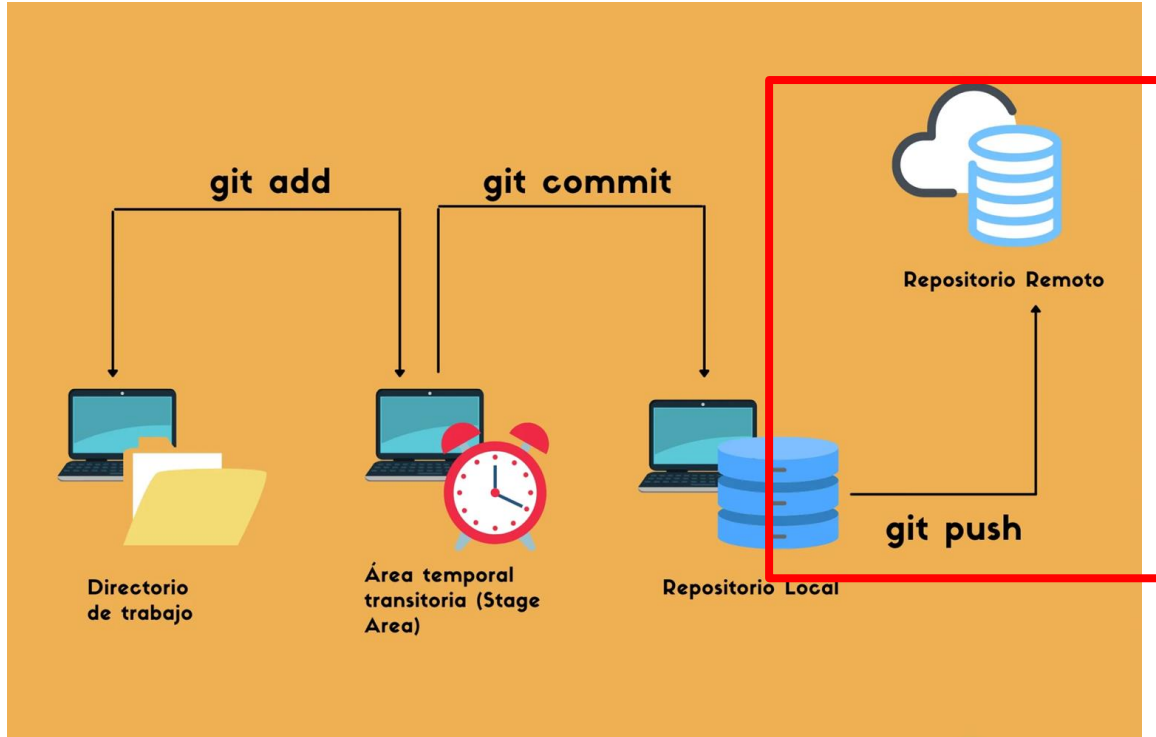 git add
git commit
Repositorio Remoto
git push
Directorio
de trabajo
Área temporal
transitoria (Stage
Area)
Repositorio Local